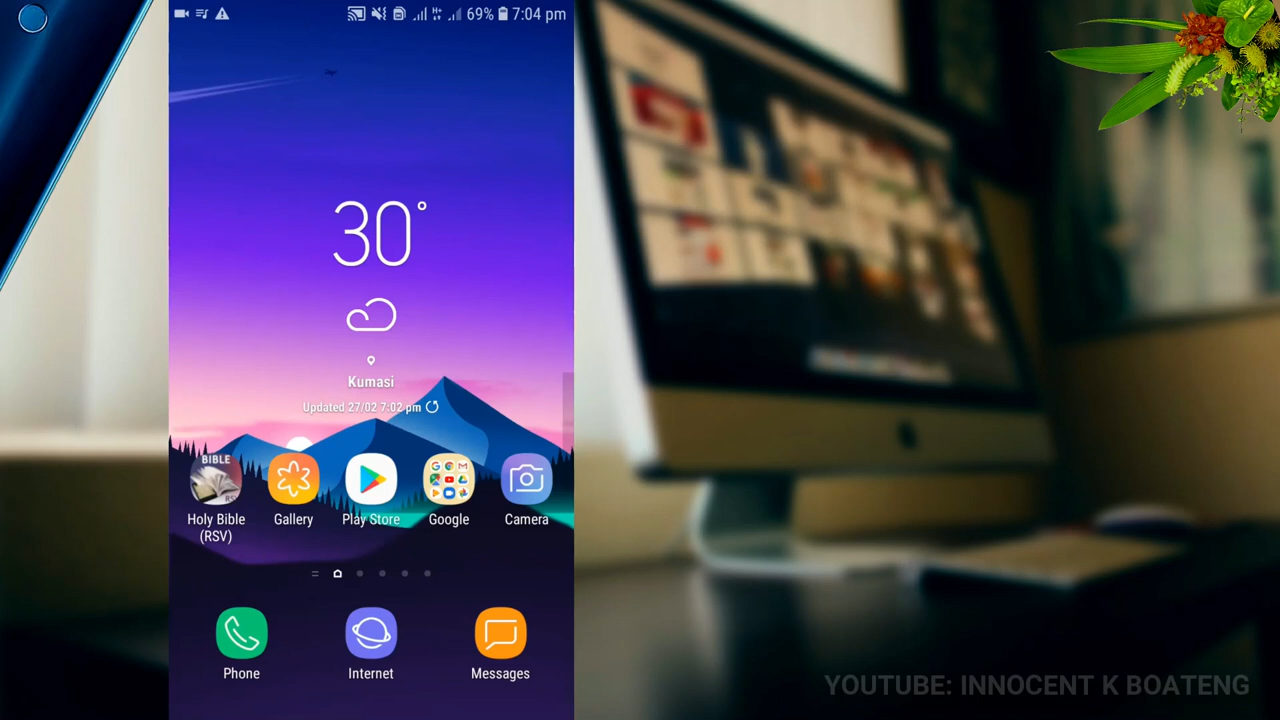 69% 7:04 pm
30°
Kumasi
Updated 27/02 7:02 pm
BIBLE
RSV
Holy Bible
(RSV)
Gallery
Play Store
Google
Camera
Phone
Internet
Messages
YOUTUBE: INNOCENT K BOATENG